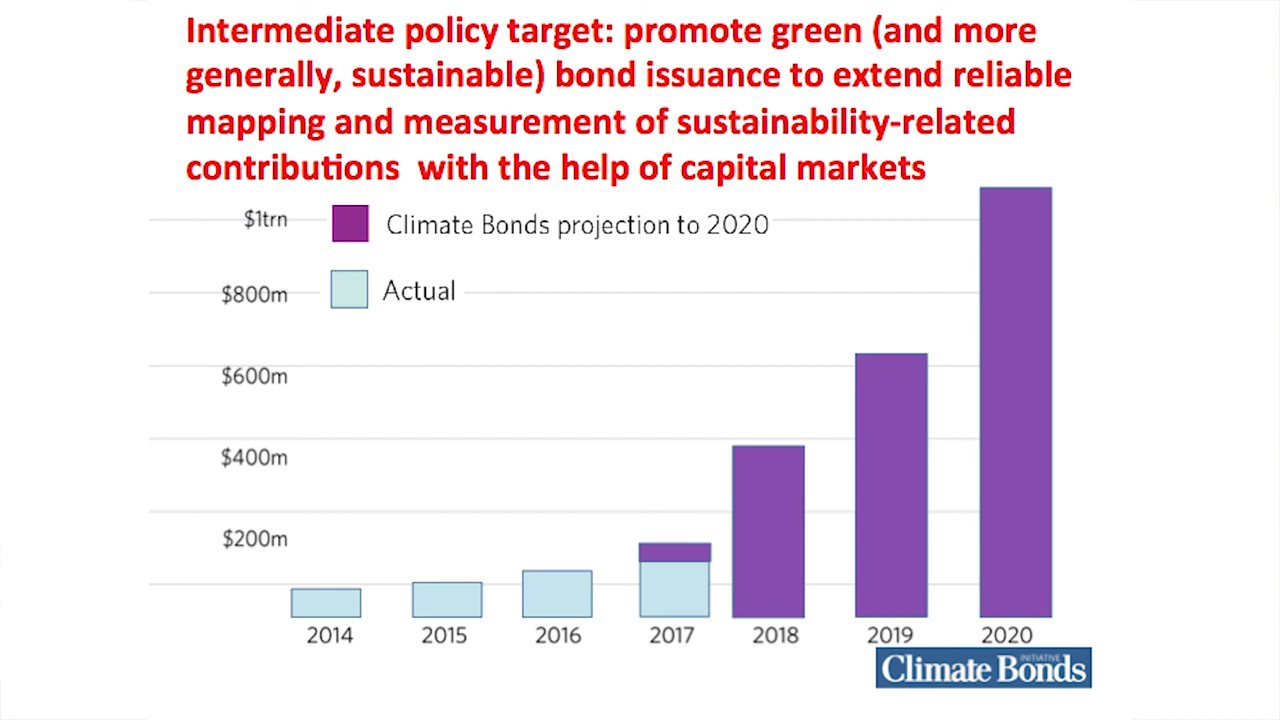 Intermediate policy target: promote green (and more
generally, sustainable) bond issuance to extend reliable
mapping and measurement of sustainability-related
contributions with the help of capital markets
$1trn
Climate Bonds projection to 2020
$800m
Actual
$600m
$400m
$200m
2014 2015 2016 2017 2018 2019 2020
Climate Bonds INITIATIVE